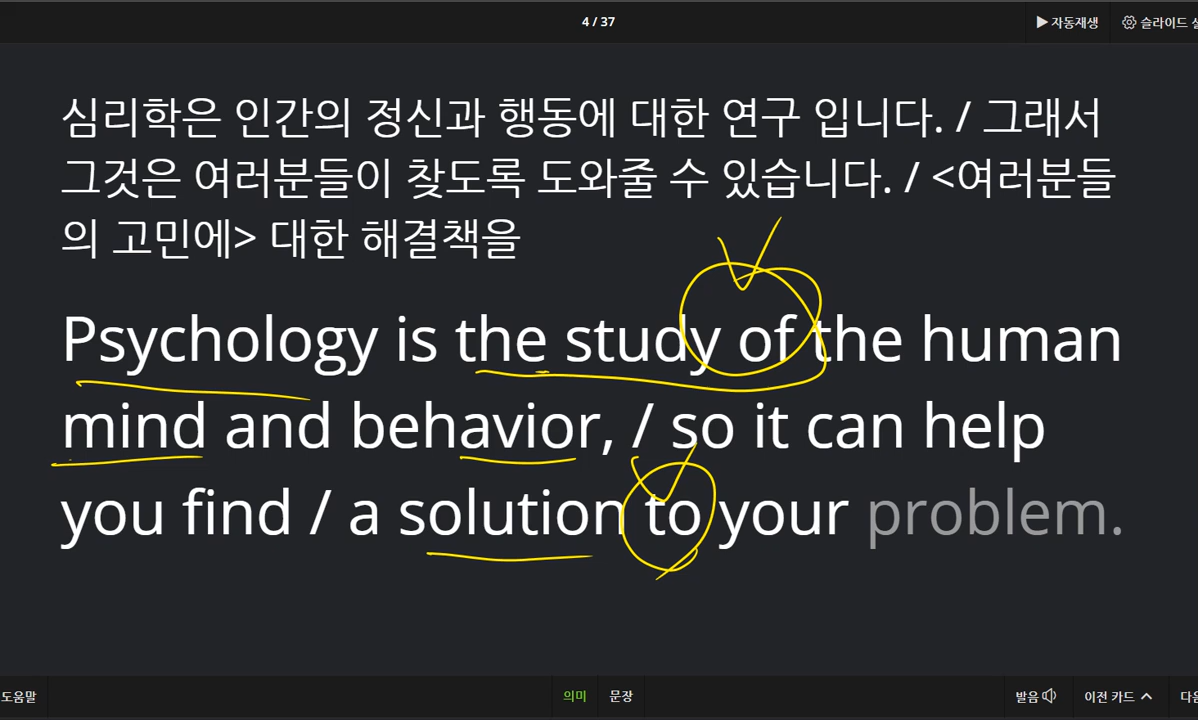 4 / 37
▶ 자동재생
슬라이드
심리학은 인간의 정신과 행동에 대한 연구 입니다. / 그래서
그것은 여러분들이 찾도록 도와줄 수 있습니다. / <여러분들
의 고민에> 대한 해결책을
Psychology is the study of the human
mind and behavior, / so it can help
you find / a solution to your problem.
도움말
의미
문장
발음
이전 카드